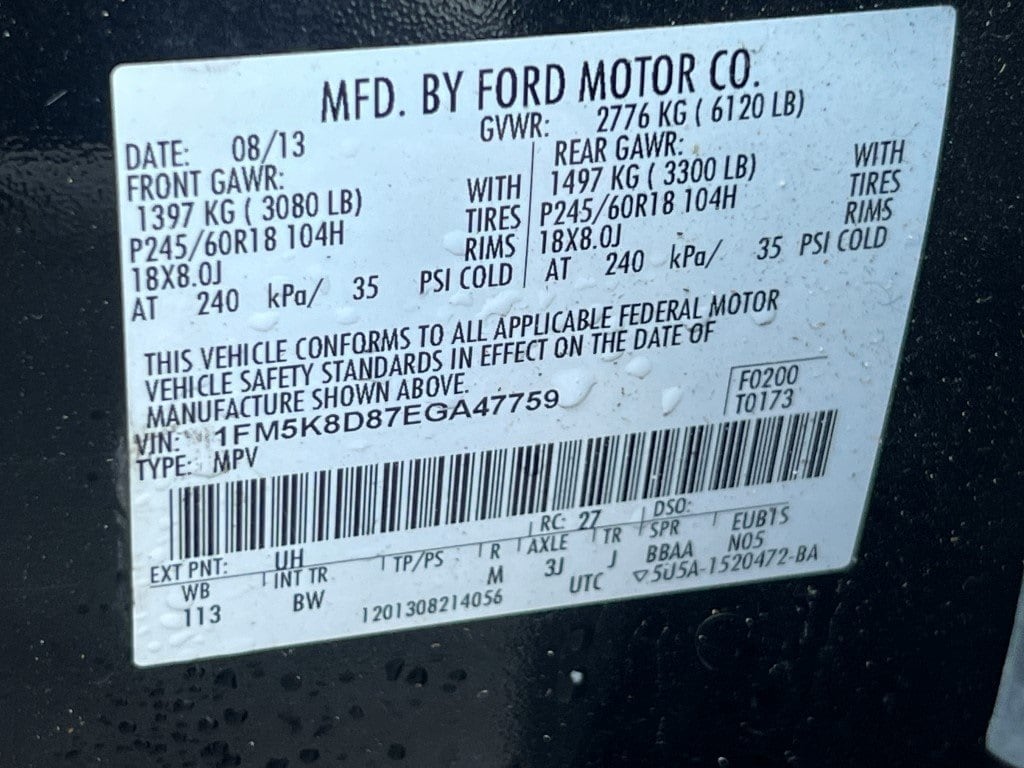 MFD. BY FORD MOTOR CO.
DATE: 08/13 GVWR: 2776 KG ( 6120 LB)
FRONT GAWR: REAR GAWR:
1397 KG ( 3080 LB) WITH 1497 KG ( 3300 LB) WITH
P245/60R18 104H TIRES P245/60R18 104H TIRES
18X8.0J RIMS 18X8.0J RIMS
AT 240 kPa/ 35 PSI COLD AT 240 kPa/ 35 PSI COLD
THIS VEHICLE CONFORMS TO ALL APPLICABLE FEDERAL MOTOR
VEHICLE SAFETY STANDARDS IN EFFECT ON THE DATE OF
MANUFACTURE SHOWN ABOVE.
VIN: 1FM5K8D87EGA47759 F0200
TYPE: MPV T0173
EXT PNT: UH RC: 27 DSO:
WB INT TR TP/PS R AXLE TR SPR EUB1S
113 BW M 3J J BBAA N05
1201308214056 UTC ▽5U5A-1520472-BA